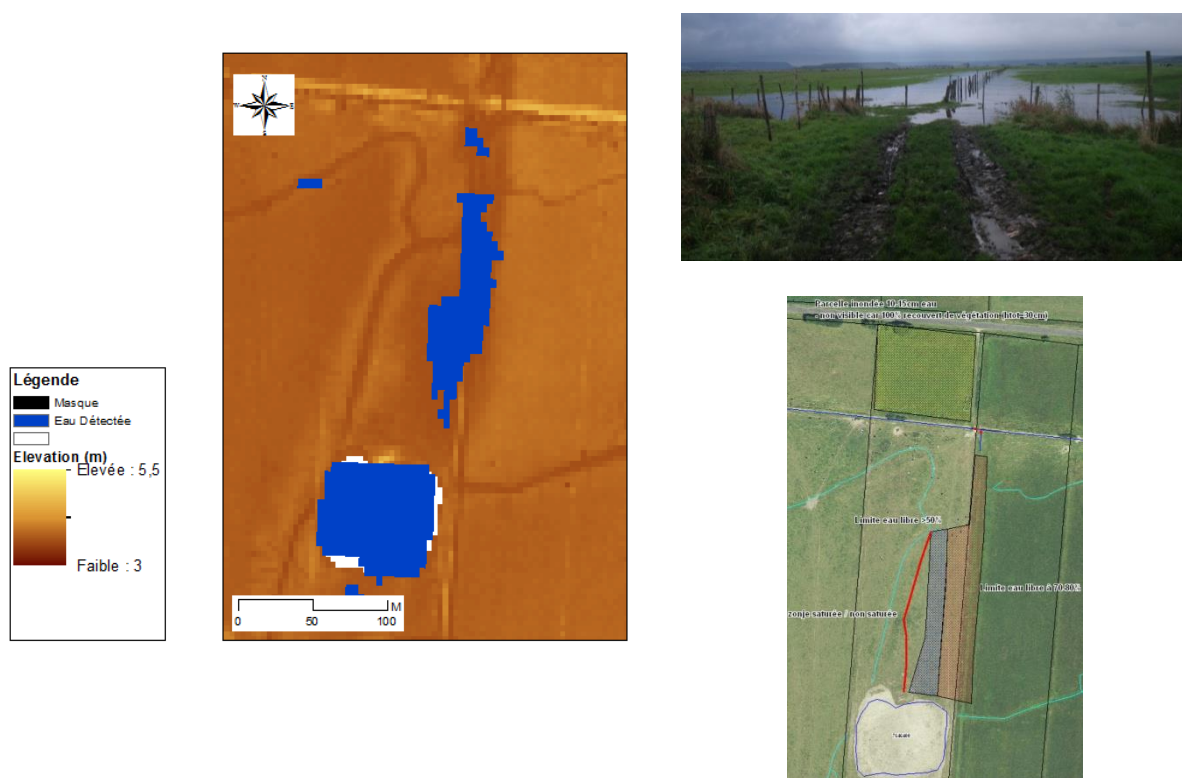 N
W
E
S
Légende
Masque
Eau Détectée
Elevation (m)
Elevée : 5,5
Faible : 3
M
0
50
100
Parcelle inondée 10-15cm eau
- non visible car 100% recouvert de végétation (htot=30cm)
Limite eau libre >50%
Limite eau libre à 70-80%
zonje saturée / non saturée